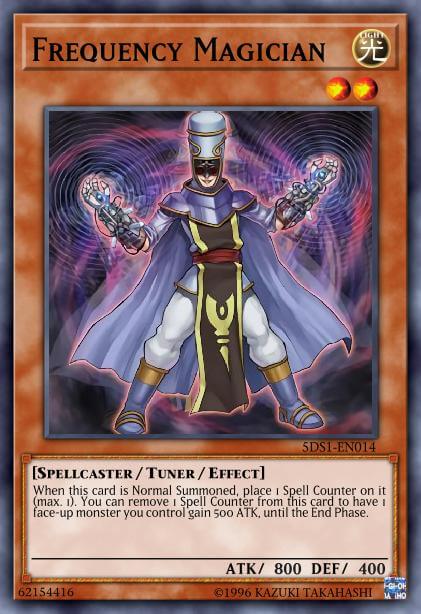 FREQUENCY MAGICIAN
LIGHT
光
5DS1-EN014
[SPELLCASTER / TUNER / EFFECT]
When this card is Normal Summoned, place 1 Spell Counter on it
(max. 1). You can remove 1 Spell Counter from this card to have 1
face-up monster you control gain 500 ATK, until the End Phase.
ATK/ 800 DEF/ 400
62154416
©1996 KAZUKI TAKAHASHI